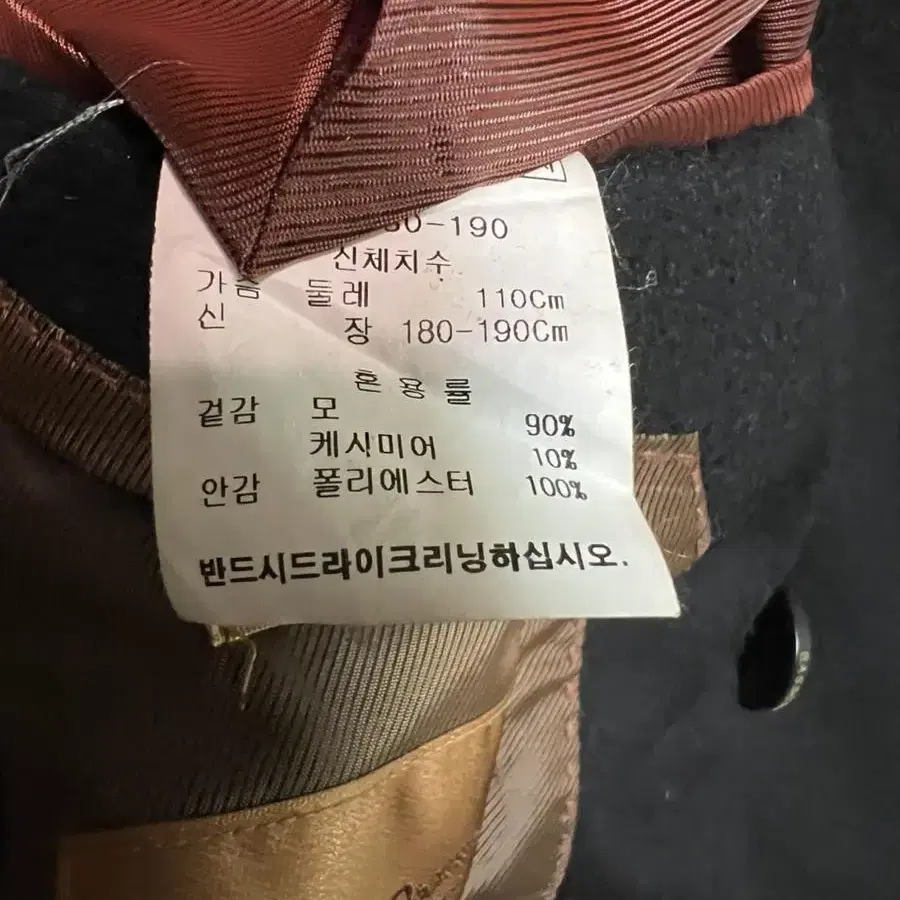 0-190
신체치수
가슴 둘레 110Cm
신 장 180-190Cm
혼용률
겉감 모 90%
케시미어 10%
안감 폴리에스터 100%
반드시드라이크리닝하십시오.